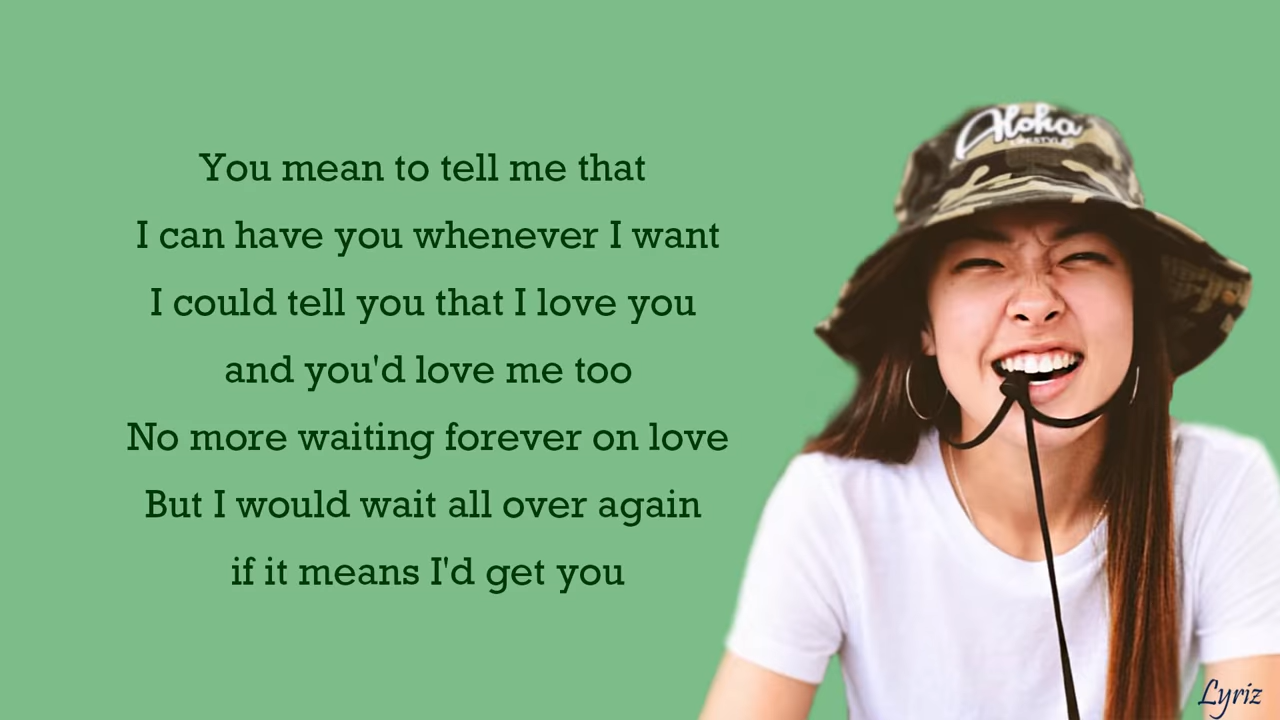 You mean to tell me that
I can have you whenever I want
I could tell you that I love you
and you'd love me too
No more waiting forever on love
But I would wait all over again
if it means I'd get you
Aloha
LIFESTYLE
Lyriz